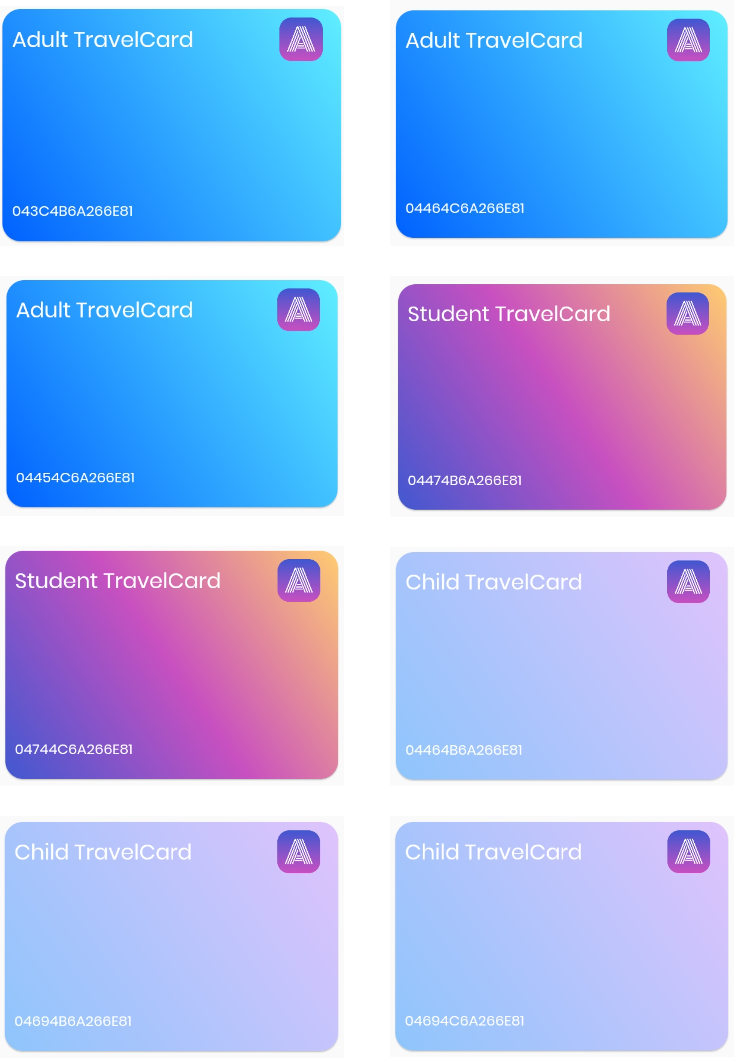 Adult TravelCard
043C4B6A266E81
Adult TravelCard
04464C6A266E81
Adult TravelCard
04454C6A266E81
Student TravelCard
04474B6A266E81
Student TravelCard
04744C6A266E81
Child TravelCard
04464B6A266E81
Child TravelCard
04694B6A266E81
Child TravelCard
04694C6A266E81